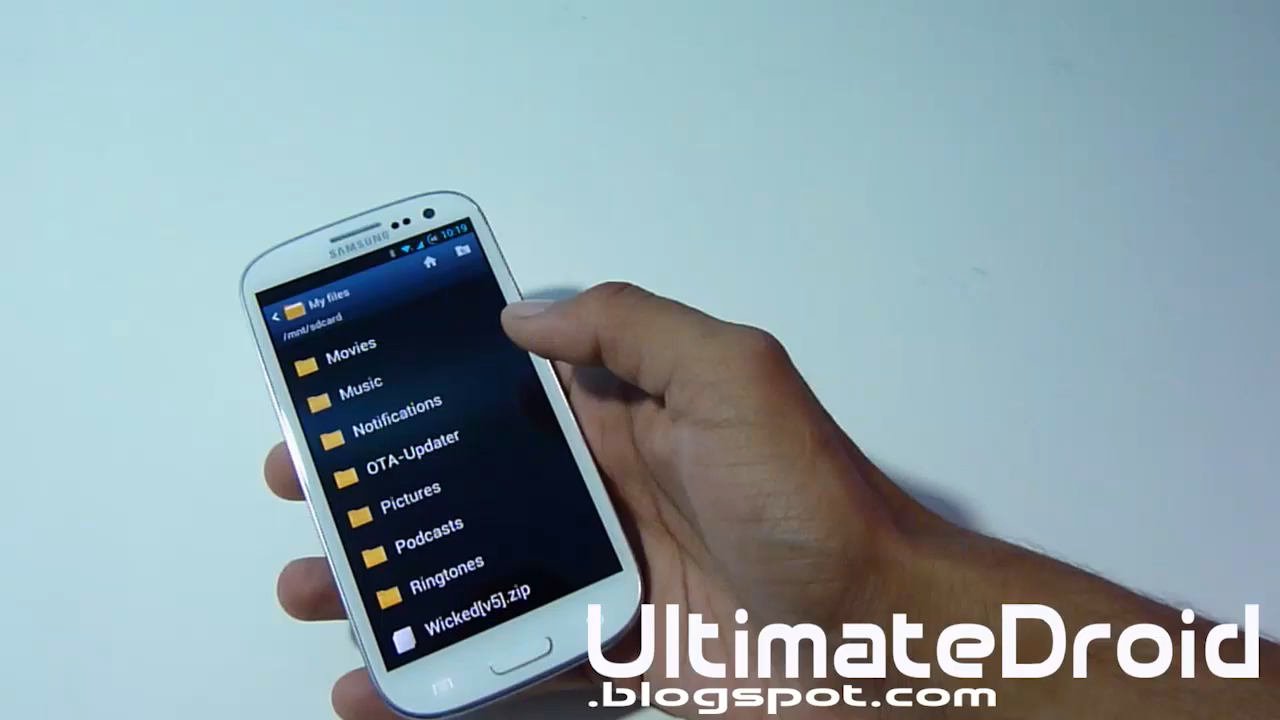 SAMSUNG
10:19
My files
/mnt/sdcard
Movies
Music
Notifications
OTA-Updater
Pictures
Podcasts
Ringtones
Wicked[v5].zip
UltimateDroid
.blogspot.com